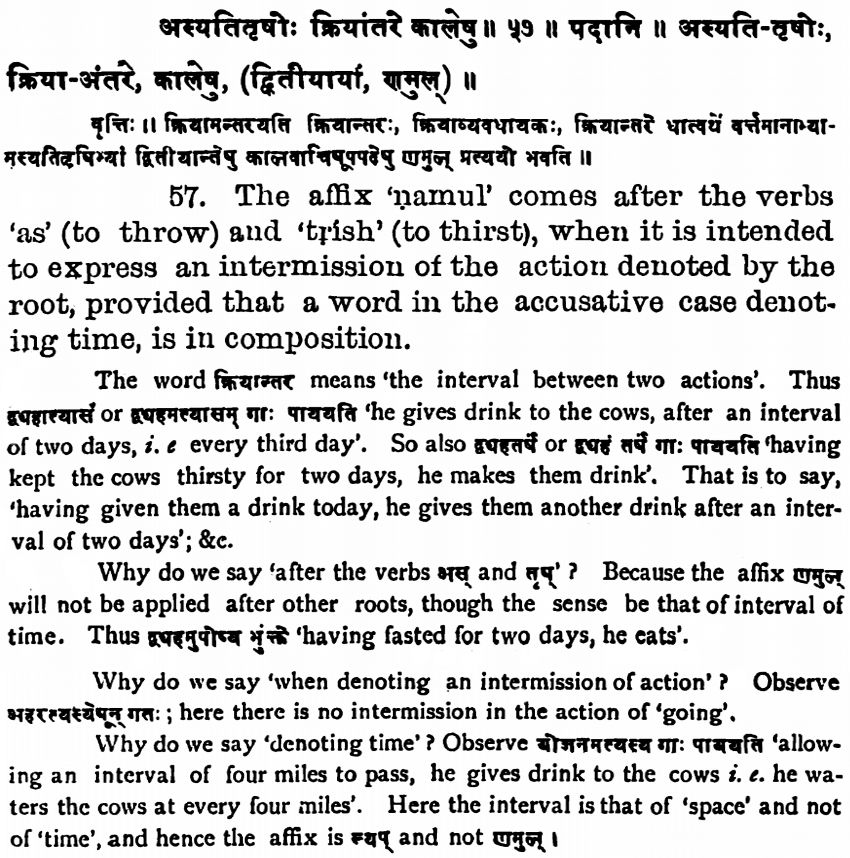 अस्यतितृषोः क्रियांतरे कालेषु ॥ ५७ ॥ पदानि ॥ अस्यति-तृषोः,
क्रिया-अंतरे, कालेषु, (द्वितीयायां, णमुल्) ॥
वृत्तिः ॥ क्रियामन्तरयति क्रियान्तरः, क्रियाव्यवधायकः, क्रियान्तरे धात्वर्थे वर्त्तमानाभ्या-
मस्यतितृषिभ्यां द्वितीयान्तेषु कालवाचिषूपपदेषु णमुल् प्रत्ययो भवति ॥
57. The affix 'ṇamul' comes after the verbs
'as' (to throw) and 'tṛish' (to thirst), when it is intended
to express an intermission of the action denoted by the
root, provided that a word in the accusative case denot-
ing time, is in composition.
The word क्रियान्तर means 'the interval between two actions'. Thus
द्व्यहात्यासं or द्व्यहमत्यासम् गाः पाययति 'he gives drink to the cows, after an interval
of two days, i. e every third day'. So also द्व्यहतर्षं or द्व्यहं तर्षं गाः पाययति 'having
kept the cows thirsty for two days, he makes them drink'. That is to say,
'having given them a drink today, he gives them another drink after an inter-
val of two days'; &c.
Why do we say 'after the verbs अस् and तृष्' ? Because the affix णमुल्
will not be applied after other roots, though the sense be that of interval of
time. Thus द्व्यहमुपोष्य भुंक्ते 'having fasted for two days, he eats'.
Why do we say 'when denoting an intermission of action' ? Observe
अहरत्यस्येषून् गतः ; here there is no intermission in the action of 'going'.
Why do we say 'denoting time' ? Observe योजनमत्यस्य गाः पाययति 'allow-
ing an interval of four miles to pass, he gives drink to the cows i. e. he wa-
ters the cows at every four miles'. Here the interval is that of 'space' and not
of 'time', and hence the affix is ल्यप् and not णमुल् ।